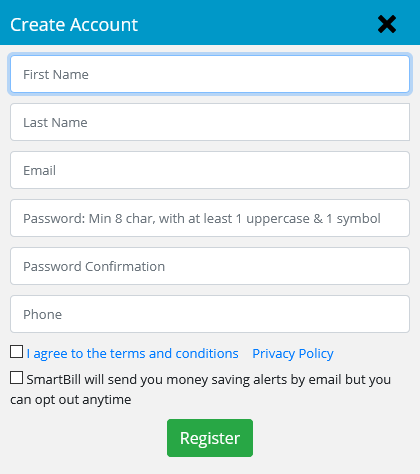 Create Account
First Name
Last Name
Email
Password: Min 8 char, with at least 1 uppercase & 1 symbol
Password Confirmation
Phone
I agree to the terms and conditions Privacy Policy
SmartBill will send you money saving alerts by email but you
can opt out anytime
Register